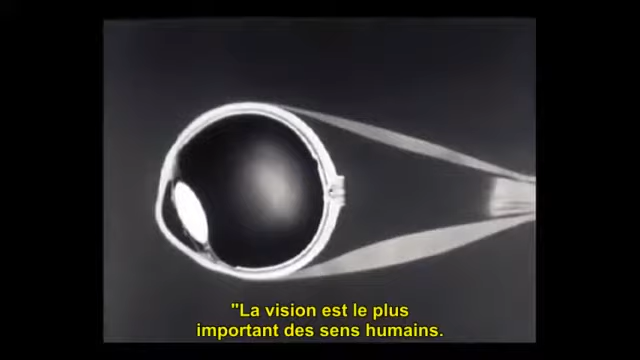 "La vision est le plus
important des sens humains.